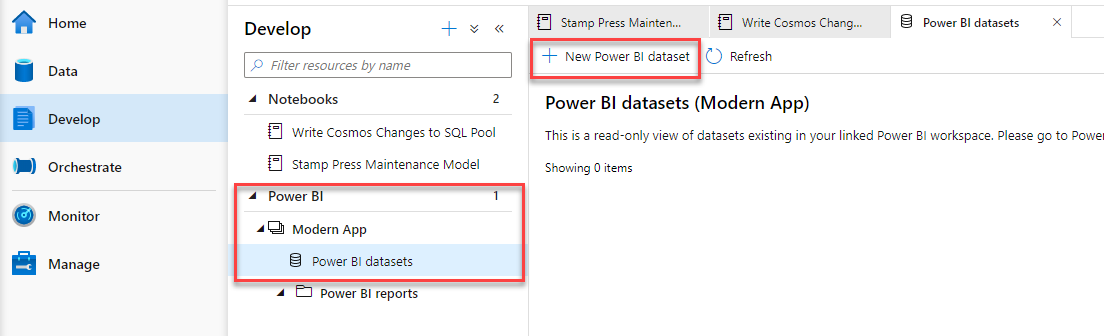 Home
Data
Develop
Orchestrate
Monitor
Manage
Develop
Filter resources by name
Notebooks 2
Write Cosmos Changes to SQL Pool
Stamp Press Maintenance Model
Power BI 1
Modern App
Power BI datasets
Power BI reports
Stamp Press Mainten...
Write Cosmos Chang...
Power BI datasets
New Power BI dataset
Refresh
Power BI datasets (Modern App)
This is a read-only view of datasets existing in your linked Power BI workspace. Please go to Power
Showing 0 items